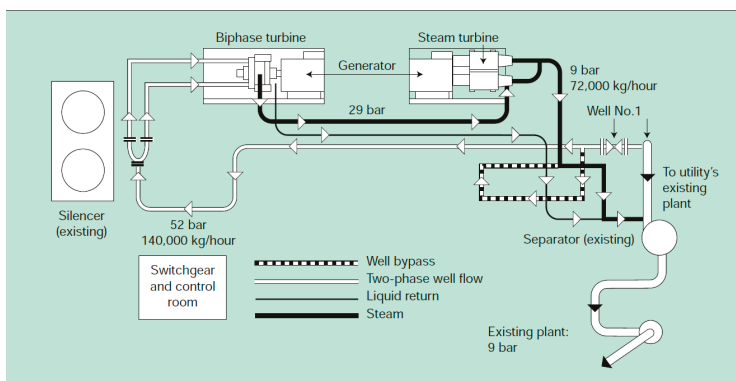 Biphase turbine
Steam turbine
Generator
9 bar
72,000 kg/hour
Well No.1
29 bar
To utility's
existing
plant
Silencer
(existing)
52 bar
140,000 kg/hour
Separator (existing)
Switchgear
and control
room
Well bypass
Two-phase well flow
Liquid return
Steam
Existing plant:
9 bar